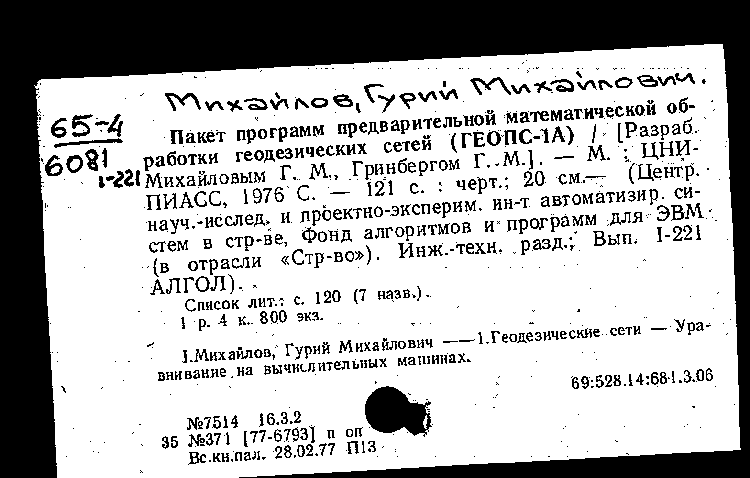 Михайлов, Гурий Михайлович.
65-4
6081
1-221
Пакет программ предварительной математической об-
работки геодезических сетей (ГЕОПС-1А) / [Разраб.
Михайловым Г. М., Гринбергом Г. М.]. — М. : ЦНИ-
ПИАСС, 1976 С. — 121 с. : черт.; 20 см.— (Центр.
науч.-исслед. и проектно-эксперим. ин-т автоматизир. си-
стем в стр-ве, Фонд алгоритмов и программ для ЭВМ
(в отрасли «Стр-во»). Инж.-техн. разд.; Вып. I-221
АЛГОЛ).
Список лит.: с. 120 (7 назв.).
1 р. 4 к. 800 экз.
I.Михайлов, Гурий Михайлович —— 1.Геодезические сети — Ура-
внивание на вычислительных машинах.
69:528.14:681.3.06
№7514 16.3.2
35 №371 [77-6793] п оп
Вс.кн.пал. 28.02.77 П13